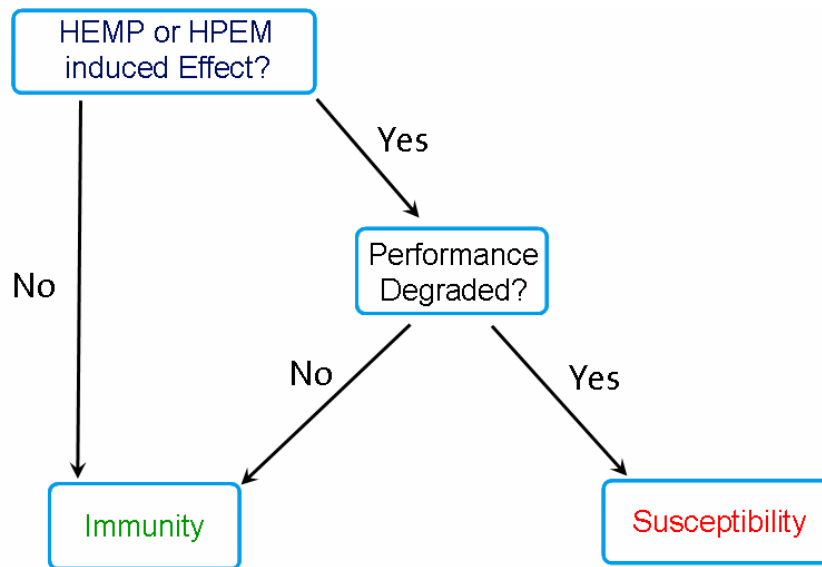 HEMP or HPEM
induced Effect?
Yes
Performance
Degraded?
No
No
Yes
Immunity
Susceptibility